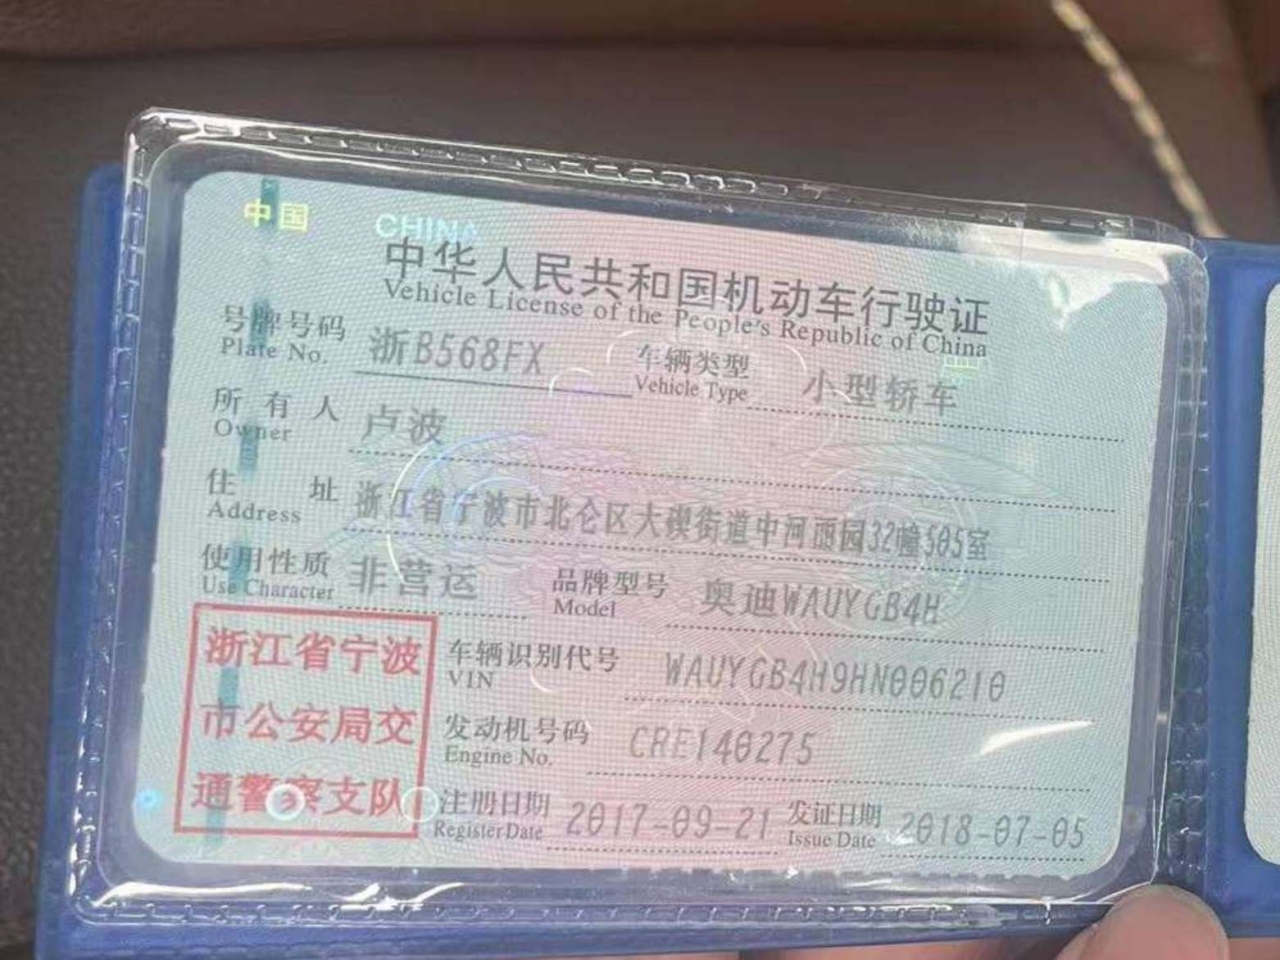 中国 CHINA
中华人民共和国机动车行驶证
Vehicle License of the People's Republic of China
号牌号码 浙B568FX 车辆类型 小型轿车
Plate No. Vehicle Type
所有人 卢波
Owner
住址 浙江省宁波市北仑区大碶街道中河丽园32幢505室
Address
使用性质 非营运 品牌型号 奥迪WAUYGB4H
Use Character Model
浙江省宁波
市公安局交
通警察支队
车辆识别代号 WAUYGB4H9HN006210
VIN
发动机号码 CRE140275
Engine No.
注册日期 2017-09-21 发证日期 2018-07-05
Register Date Issue Date